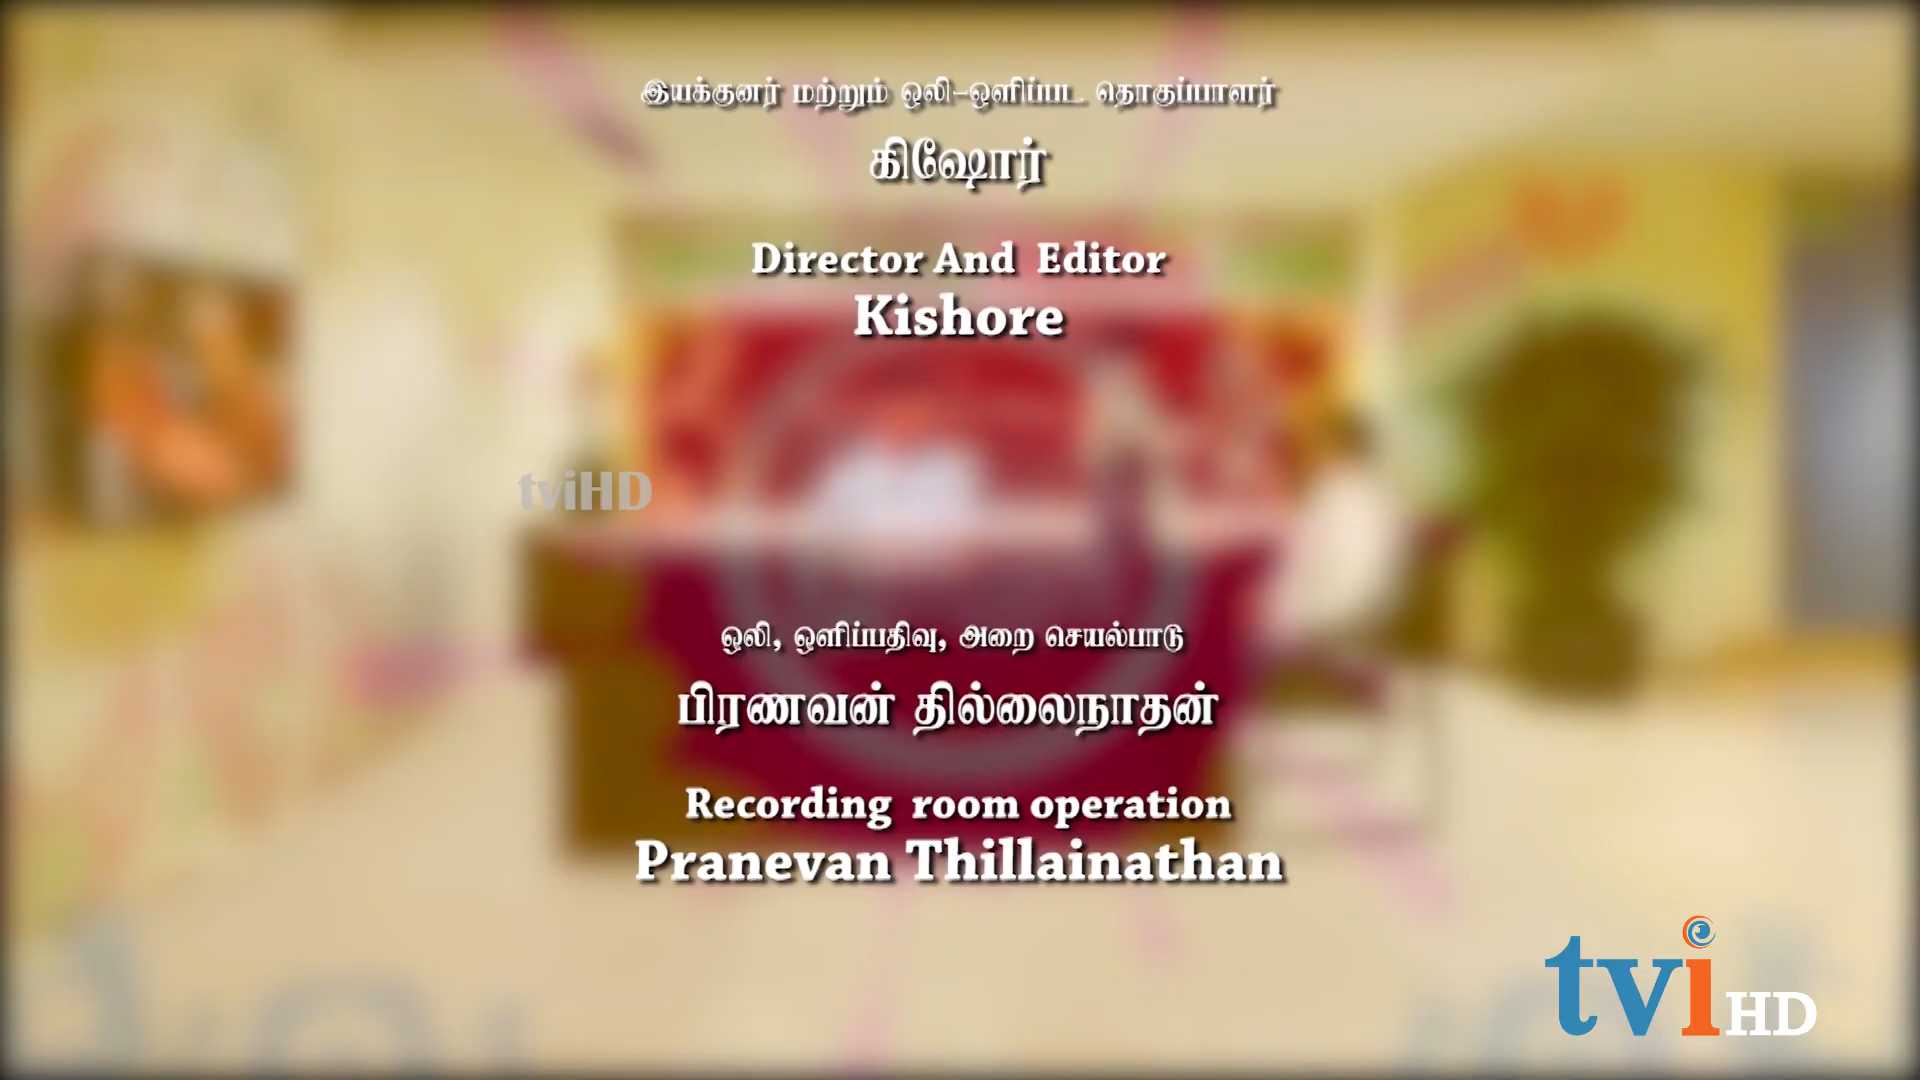 இயக்குனர் மற்றும் ஒலி-ஒளிப்பட தொகுப்பாளர்
கிஷோர்
Director And Editor
Kishore
tviHD
ஒலி, ஒளிப்பதிவு, அறை செயல்பாடு
பிரணவன் தில்லைநாதன்
Recording room operation
Pranevan Thillainathan
tvi HD